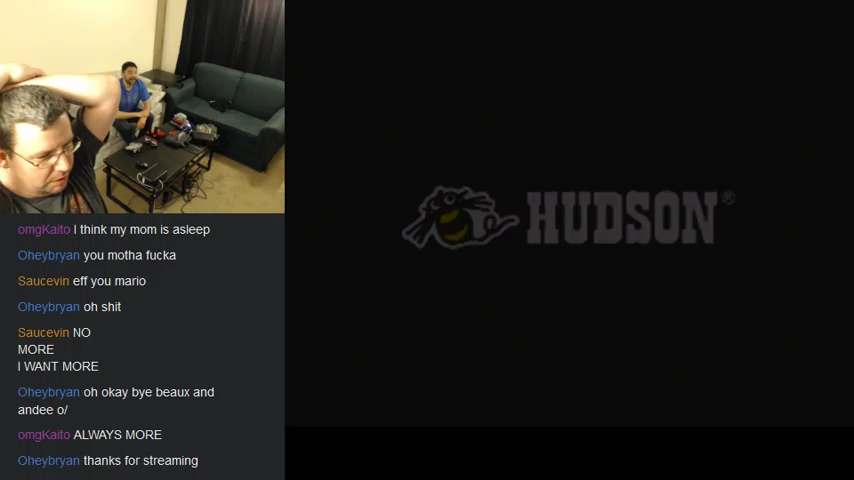 omgKaito I think my mom is asleep
Oheybryan you motha fucka
Saucevin eff you mario
Oheybryan oh shit
Saucevin NO
MORE
I WANT MORE
Oheybryan oh okay bye beaux and
andee o/
omgKaito ALWAYS MORE
Oheybryan thanks for streaming
HUDSON®